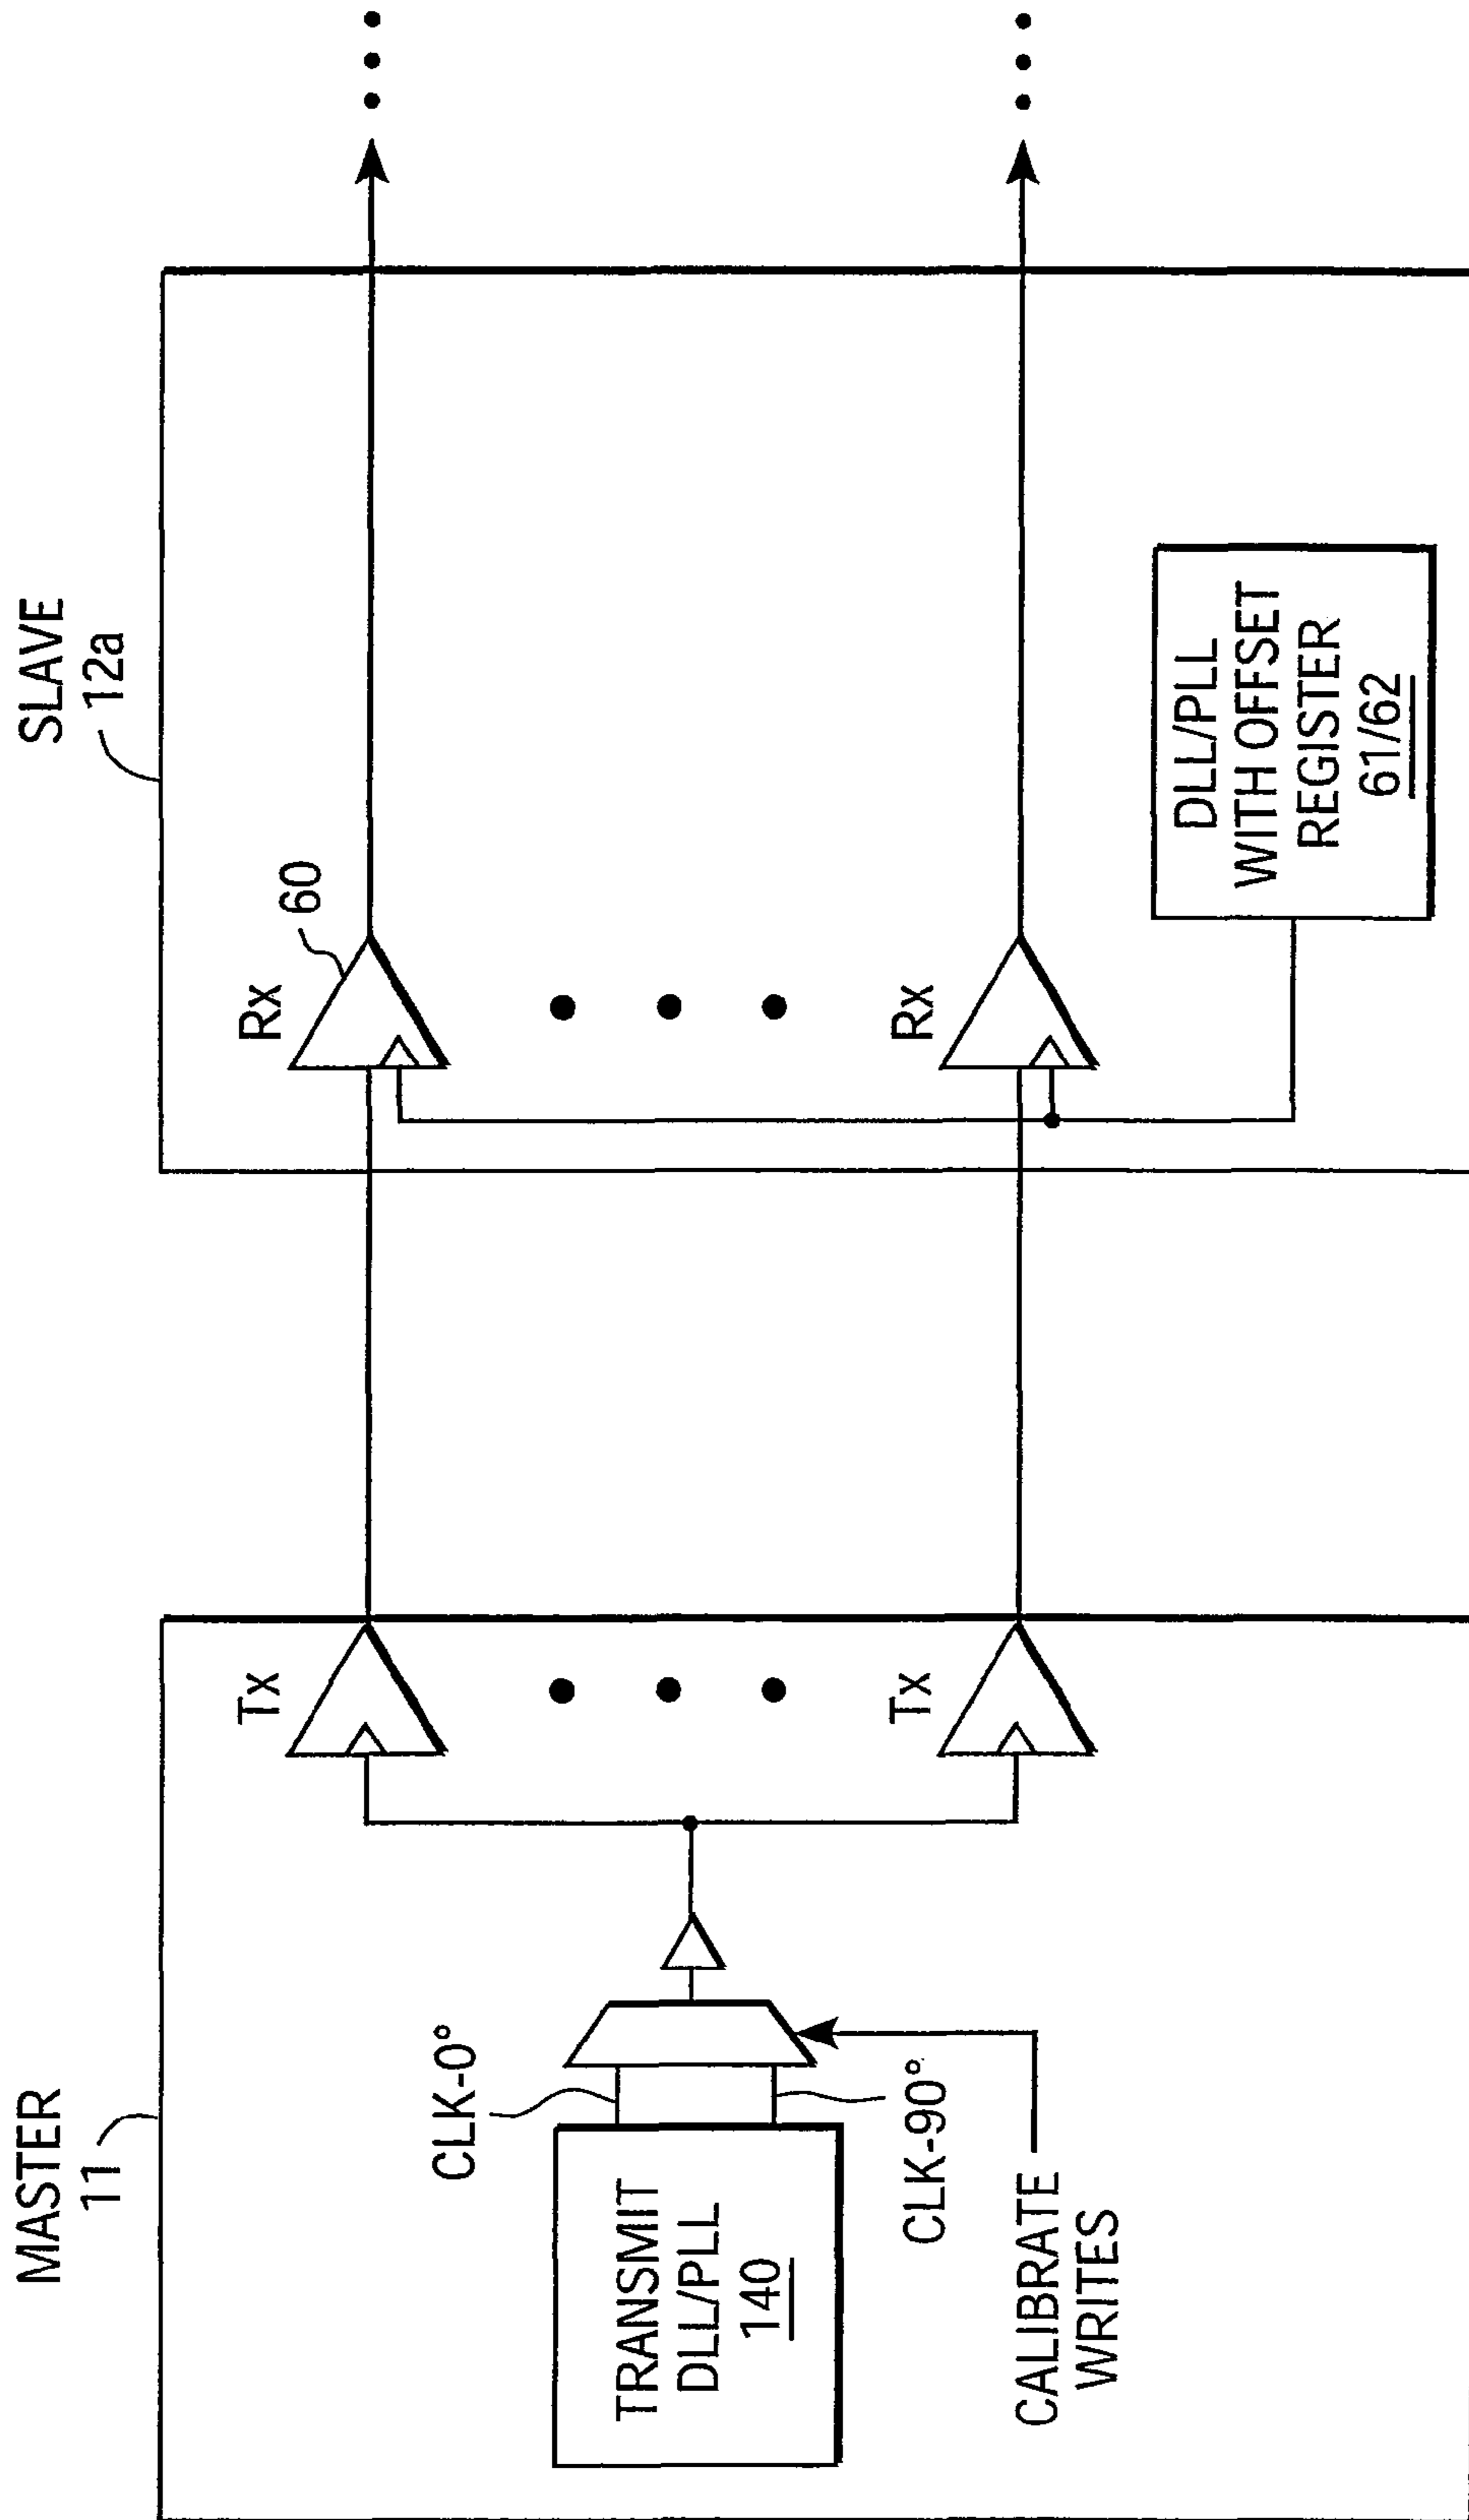 MASTER
11
TRANSMIT
DLL/PLL
140
CLK-0°
CLK-90°
CALIBRATE
WRITES
Tx
Tx
SLAVE
12a
Rx
60
Rx
DLL/PLL
WITH OFFSET
REGISTER
61/62